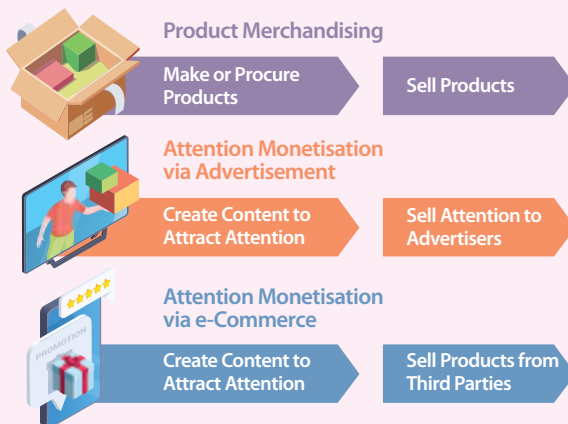 Product Merchandising
Make or Procure
Products
Sell Products
Attention Monetisation
via Advertisement
Create Content to
Attract Attention
Sell Attention to
Advertisers
Attention Monetisation
via e-Commerce
PROMOTION
Create Content to
Attract Attention
Sell Products from
Third Parties